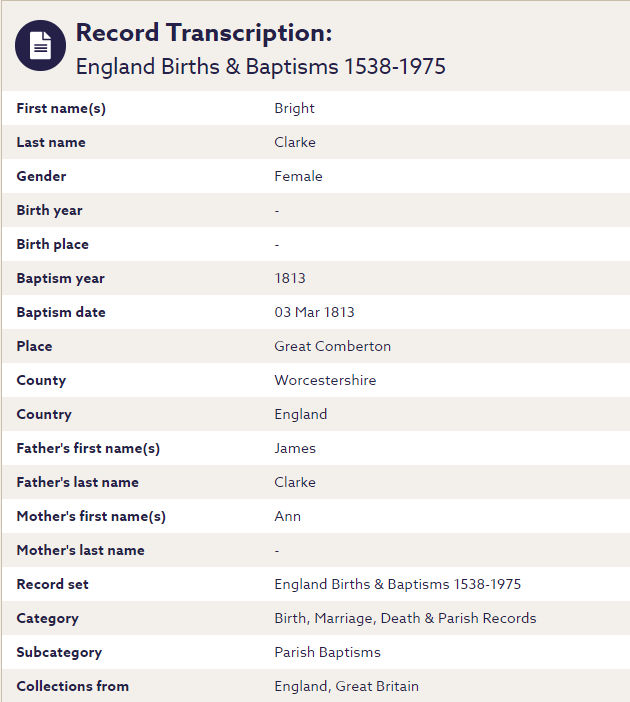 Record Transcription:
England Births & Baptisms 1538-1975
First name(s) Bright
Last name Clarke
Gender Female
Birth year -
Birth place -
Baptism year 1813
Baptism date 03 Mar 1813
Place Great Comberton
County Worcestershire
Country England
Father's first name(s) James
Father's last name Clarke
Mother's first name(s) Ann
Mother's last name -
Record set England Births & Baptisms 1538-1975
Category Birth, Marriage, Death & Parish Records
Subcategory Parish Baptisms
Collections from England, Great Britain